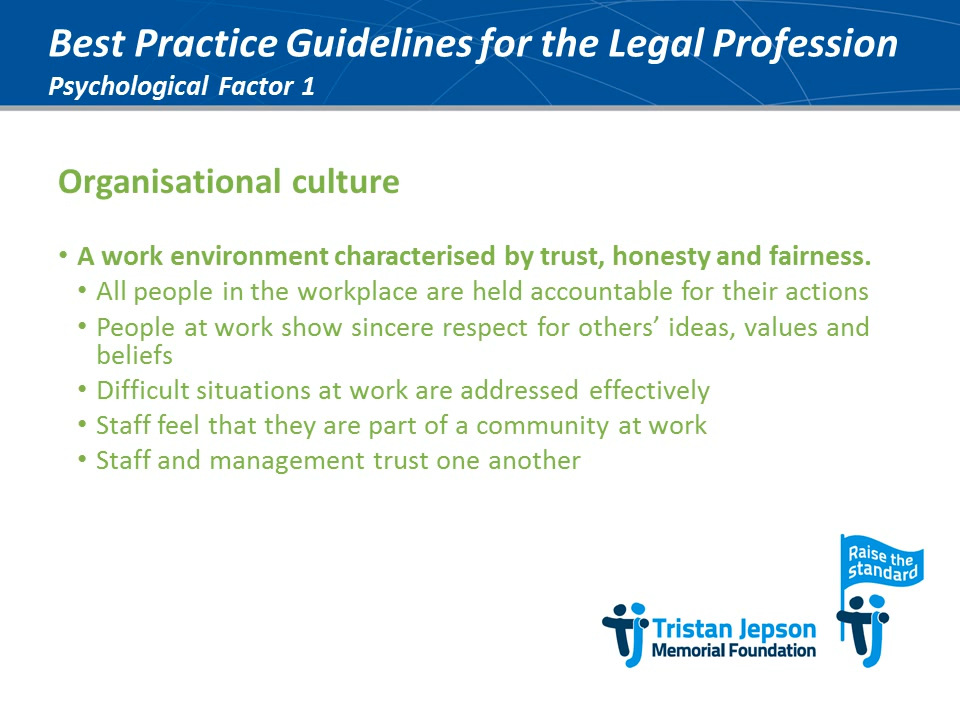 Best Practice Guidelines for the Legal Profession
Psychological Factor 1
Organisational culture
• A work environment characterised by trust, honesty and fairness.
• All people in the workplace are held accountable for their actions
• People at work show sincere respect for others’ ideas, values and
beliefs
• Difficult situations at work are addressed effectively
• Staff feel that they are part of a community at work
• Staff and management trust one another
Raise the
standard
Tristan Jepson
Memorial Foundation